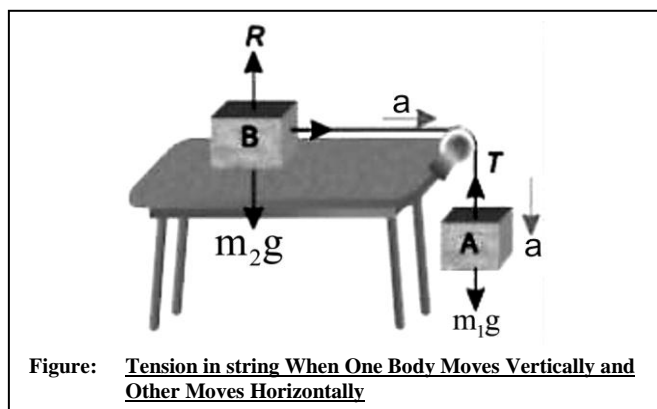 R
a
B
T
m₂g
A
a
m₁g
Figure: Tension in string When One Body Moves Vertically and
Other Moves Horizontally